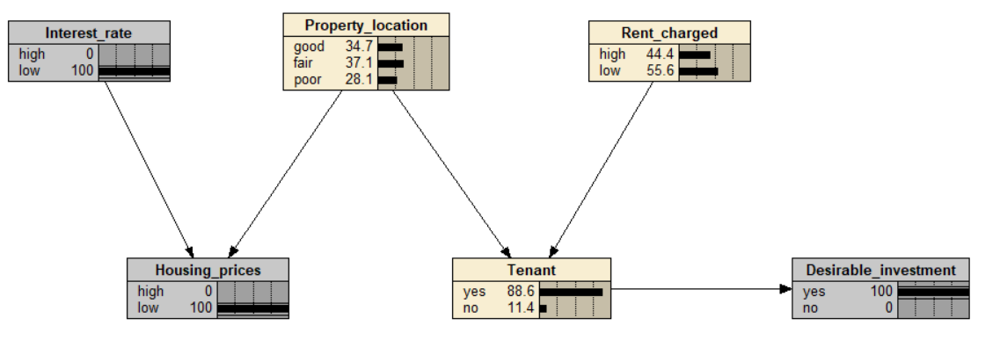 Interest_rate
high 0
low 100
Property_location
good 34.7
fair 37.1
poor 28.1
Rent_charged
high 44.4
low 55.6
Housing_prices
high 0
low 100
Tenant
yes 88.6
no 11.4
Desirable_investment
yes 100
no 0